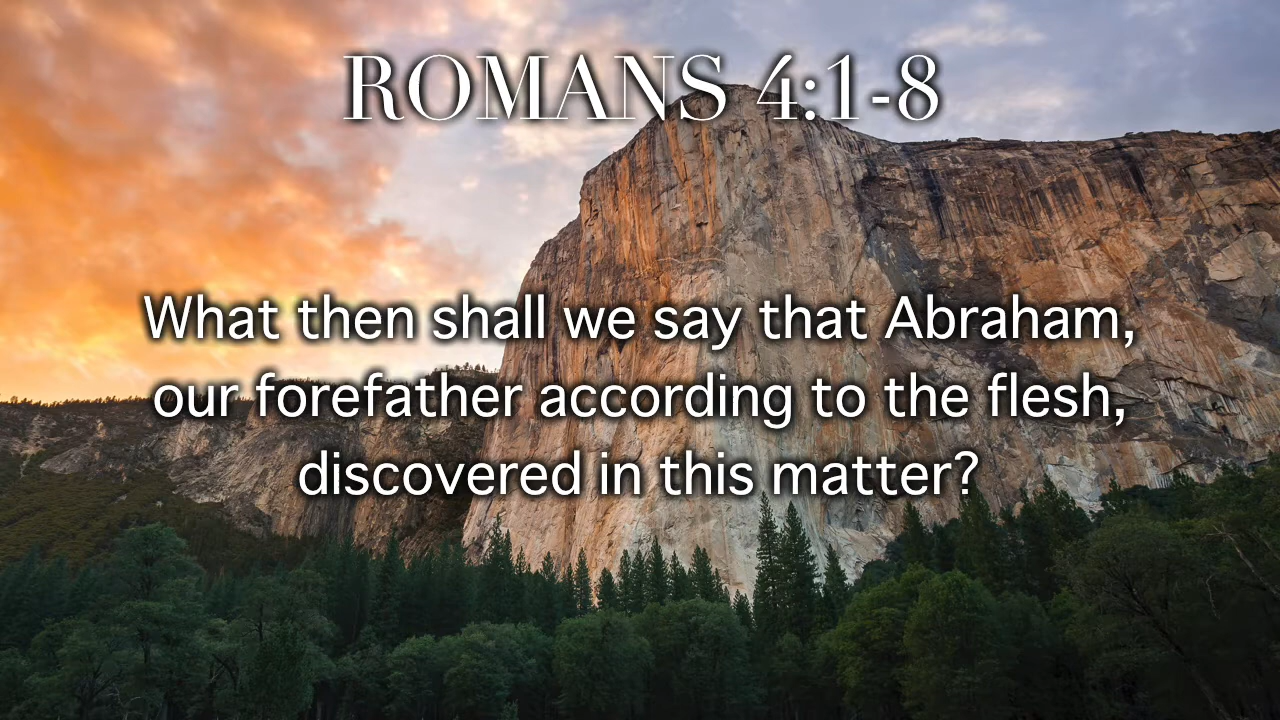 ROMANS 4:1-8
What then shall we say that Abraham,
our forefather according to the flesh,
discovered in this matter?